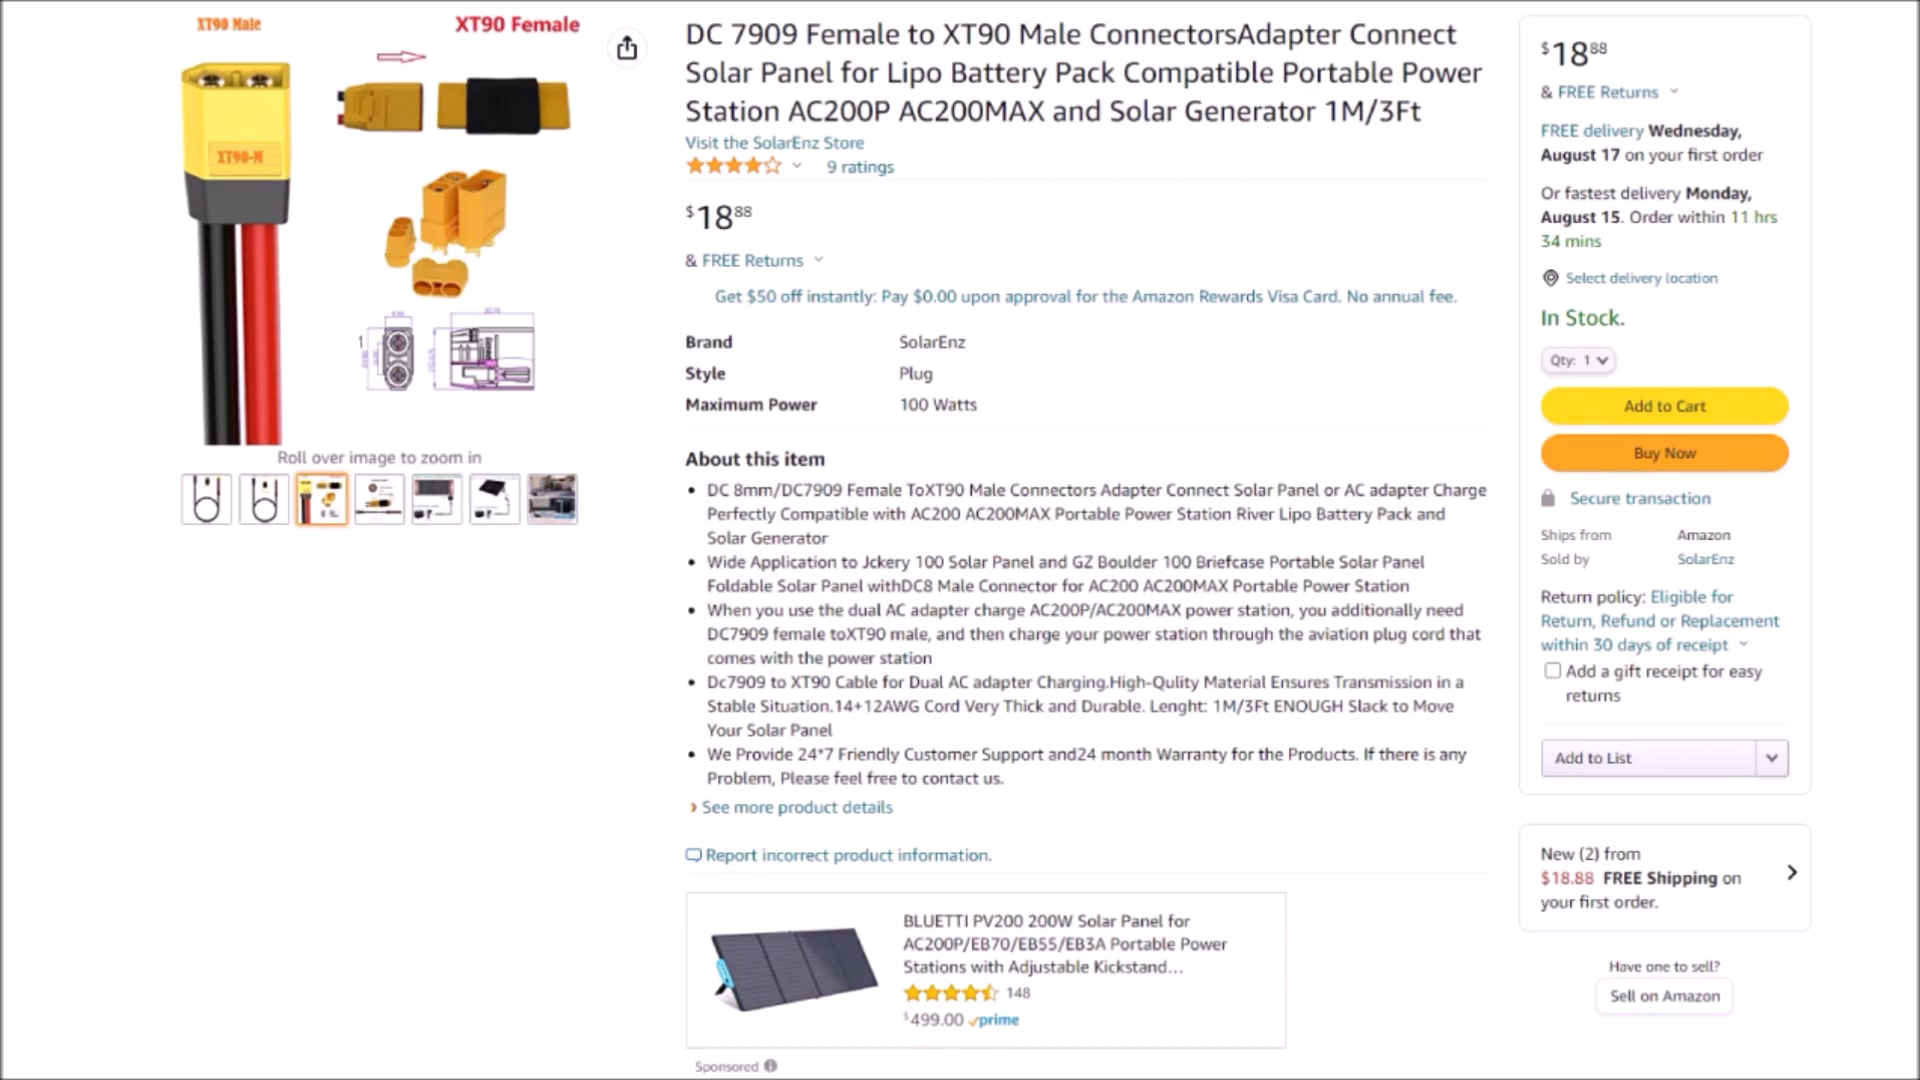 XT90 Male
XT90 Female
XT90-M
Roll over image to zoom in
DC 7909 Female to XT90 Male ConnectorsAdapter Connect
Solar Panel for Lipo Battery Pack Compatible Portable Power
Station AC200P AC200MAX and Solar Generator 1M/3Ft
Visit the SolarEnz Store
9 ratings
$18 88
& FREE Returns
Get $50 off instantly: Pay $0.00 upon approval for the Amazon Rewards Visa Card. No annual fee.
Brand SolarEnz
Style Plug
Maximum Power 100 Watts
About this item
• DC 8mm/DC7909 Female ToXT90 Male Connectors Adapter Connect Solar Panel or AC adapter Charge
Perfectly Compatible with AC200 AC200MAX Portable Power Station River Lipo Battery Pack and
Solar Generator
• Wide Application to Jckery 100 Solar Panel and GZ Boulder 100 Briefcase Portable Solar Panel
Foldable Solar Panel withDC8 Male Connector for AC200 AC200MAX Portable Power Station
• When you use the dual AC adapter charge AC200P/AC200MAX power station, you additionally need
DC7909 female toXT90 male, and then charge your power station through the aviation plug cord that
comes with the power station
• Dc7909 to XT90 Cable for Dual AC adapter Charging.High-Qulity Material Ensures Transmission in a
Stable Situation.14+12AWG Cord Very Thick and Durable. Lenght: 1M/3Ft ENOUGH Slack to Move
Your Solar Panel
• We Provide 24*7 Friendly Customer Support and24 month Warranty for the Products. If there is any
Problem, Please feel free to contact us.
› See more product details
Report incorrect product information.
BLUETTI PV200 200W Solar Panel for
AC200P/EB70/EB55/EB3A Portable Power
Stations with Adjustable Kickstand...
148
$499.00 prime
Sponsored
$18 88
& FREE Returns
FREE delivery Wednesday,
August 17 on your first order
Or fastest delivery Monday,
August 15. Order within 11 hrs
34 mins
Select delivery location
In Stock.
Qty: 1
Add to Cart
Buy Now
Secure transaction
Ships from Amazon
Sold by SolarEnz
Return policy: Eligible for
Return, Refund or Replacement
within 30 days of receipt
Add a gift receipt for easy
returns
Add to List
New (2) from
$18.88 FREE Shipping on
your first order.
Have one to sell?
Sell on Amazon